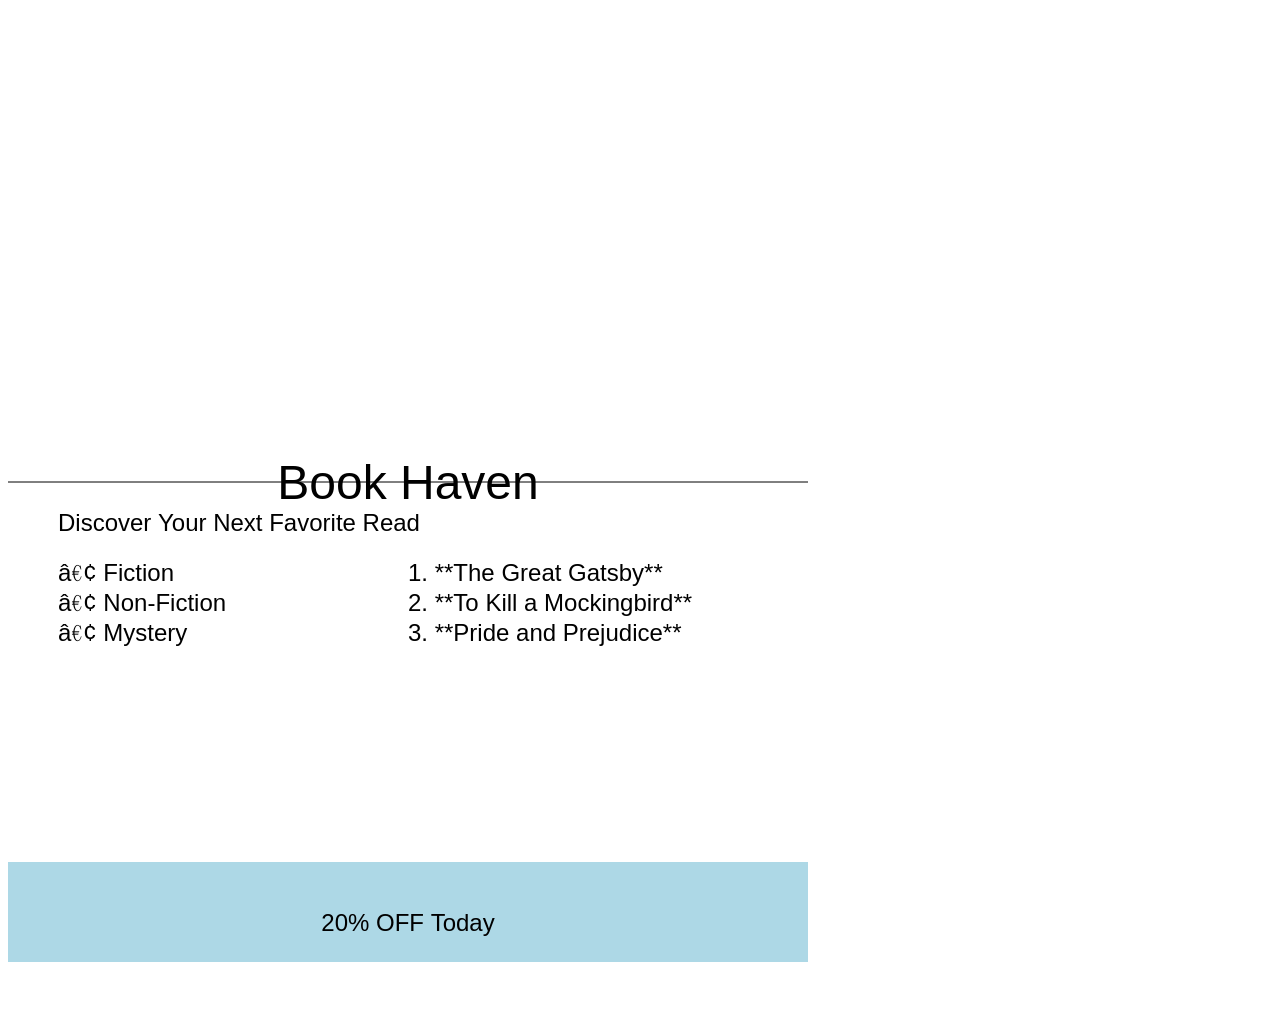 Book Haven
Discover Your Next Favorite Read
â€¢ Fiction
â€¢ Non-Fiction
â€¢ Mystery
1. **The Great Gatsby**
2. **To Kill a Mockingbird**
3. **Pride and Prejudice**
20% OFF Today